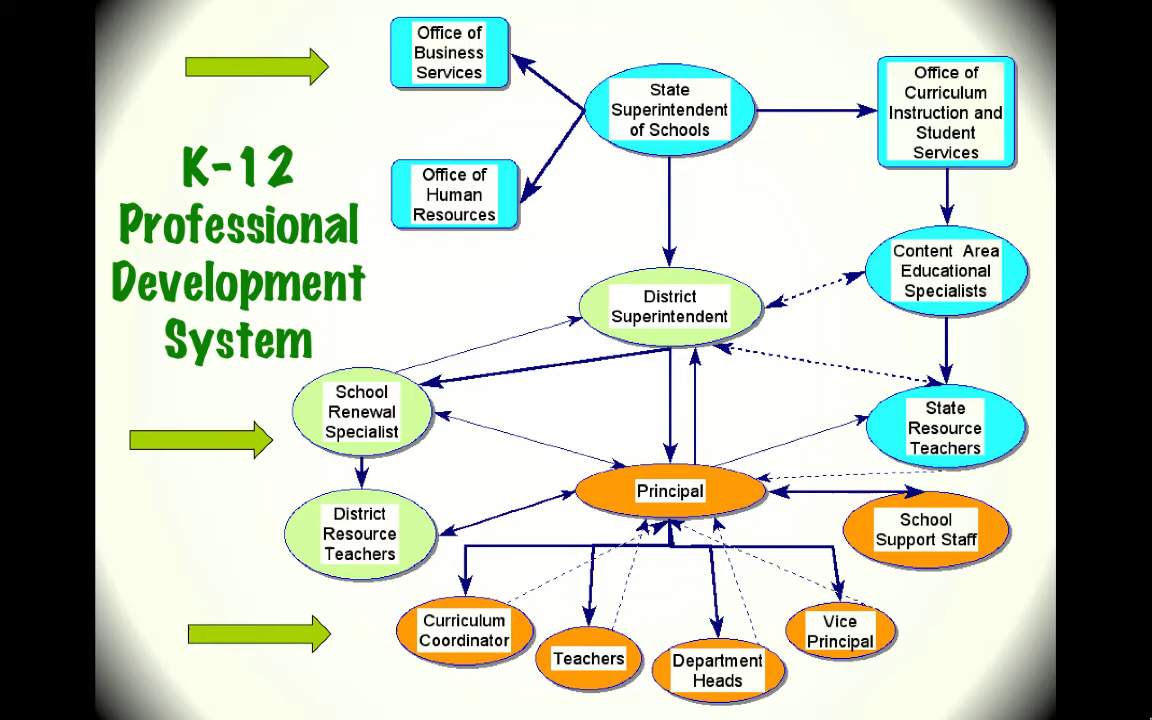 K-12
Professional
Development
System
Office of
Business
Services
State
Superintendent
of Schools
Office of
Curriculum
Instruction and
Student
Services
Office of
Human
Resources
Content Area
Educational
Specialists
District
Superintendent
School
Renewal
Specialist
State
Resource
Teachers
Principal
District
Resource
Teachers
School
Support Staff
Curriculum
Coordinator
Teachers
Department
Heads
Vice
Principal